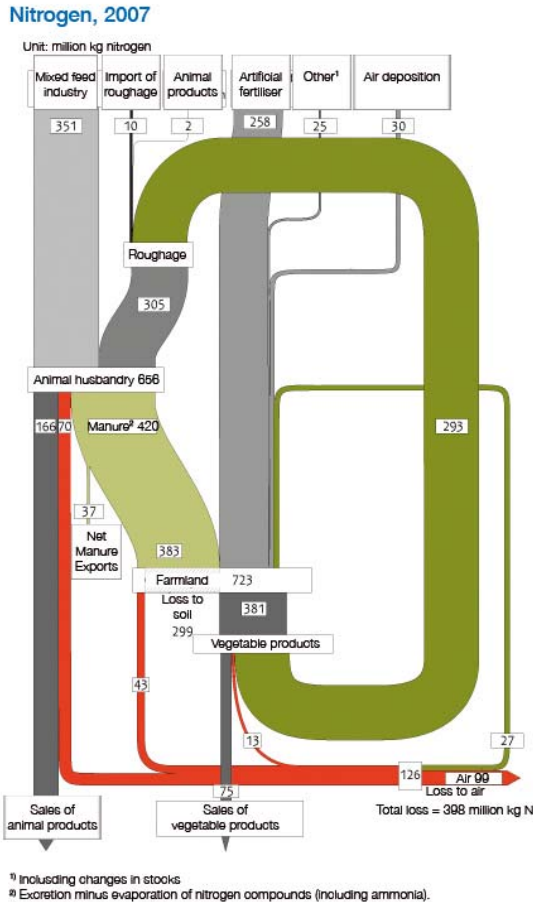 Nitrogen, 2007
Unit: million kg nitrogen
Mixed feed
industry
Import of
roughage
Animal
products
Artificial
fertiliser
Other¹
Air deposition
351
10
2
258
25
30
Roughage
305
Animal husbandry 656
166
70
Manure² 420
293
37
Net
Manure
Exports
383
Farmland 723
Loss to
soil
299
381
Vegetable products
43
13
27
126
Air 99
Loss to air
75
Total loss = 398 million kg N
Sales of
animal products
Sales of
vegetable products
¹⁾ Inclusding changes in stocks
²⁾ Excretion minus evaporation of nitrogen compounds (including ammonia).